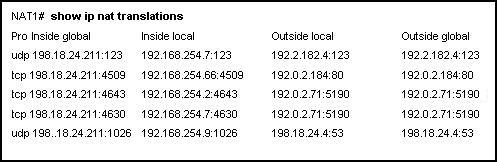 NAT1# show ip nat translations
Pro Inside global Inside local Outside local Outside global
udp 198.18.24.211:123 192.168.254.7:123 192.2.182.4:123 192.2.182.4:123
tcp 198.18.24.211:4509 192.168.254.66:4509 192.0.2.184:80 192.0.2.184:80
tcp 198.18.24.211:4643 192.168.254.2:4643 192.0.2.71:5190 192.0.2.71:5190
tcp 198.18.24.211:4630 192.168.254.7:4630 192.0.2.71:5190 192.0.2.71:5190
udp 198..18.24.211:1026 192.168.254.9:1026 198.18.24.4:53 198.18.24.4:53